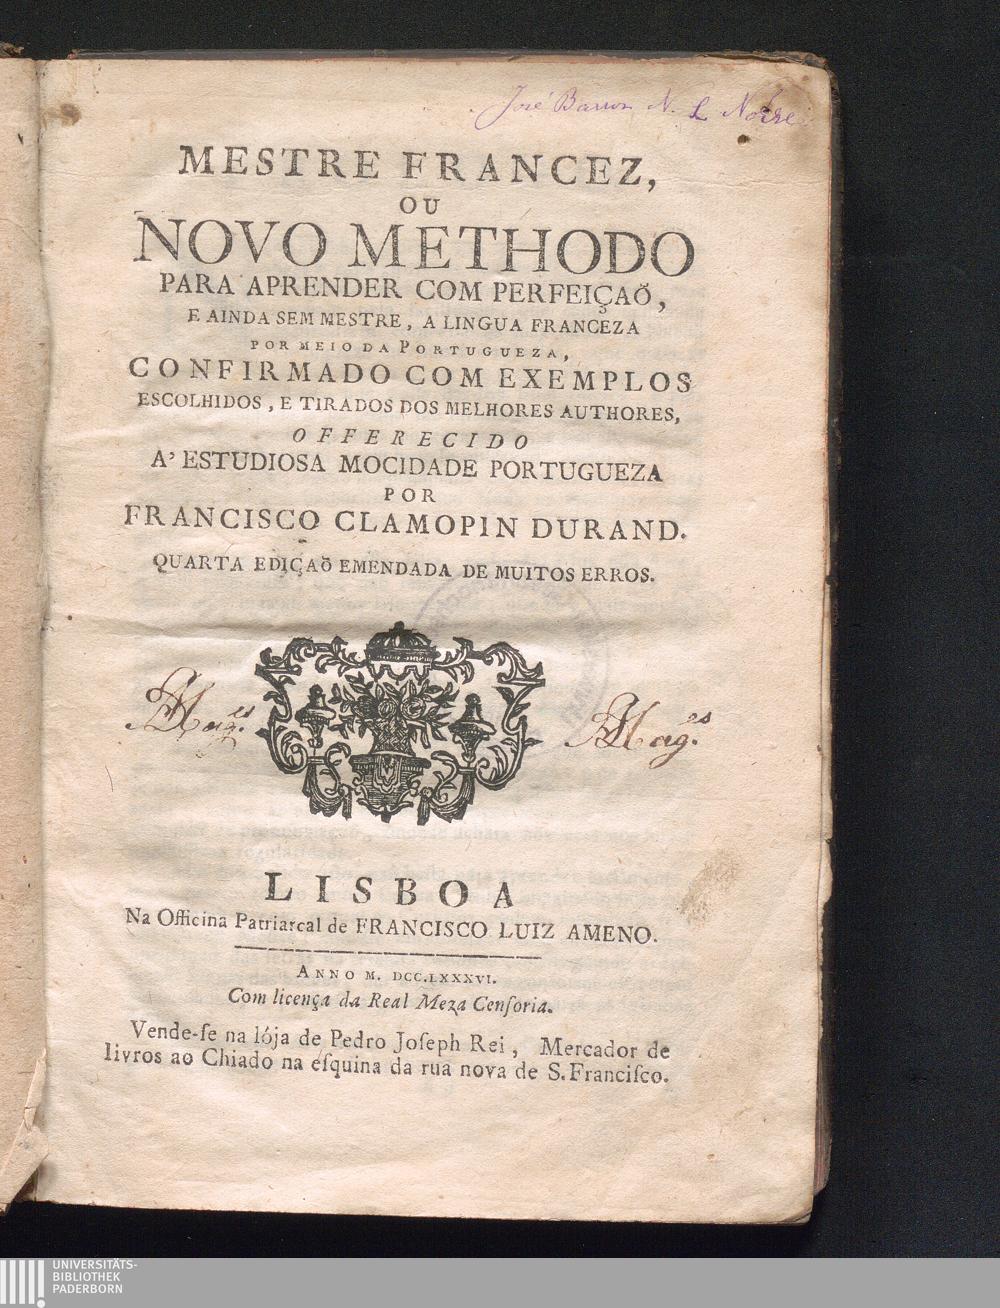 José
MESTRE FRANCEZ,
OU
NOVO METHODO
PARA APRENDER COM PERFEIÇAÕ,
E AINDA SEM MESTRE, A LINGUA FRANCEZA
POR MEIO DA PORTUGUEZA,
CONFIRMADO COM EXEMPLOS
ESCOLHIDOS, E TIRADOS DOS MELHORES AUTHORES,
OFFERECIDO
A' ESTUDIOSA MOCIDADE PORTUGUEZA
POR
FRANCISCO CLAMOPIN DURAND.
QUARTA EDIÇAÕ EMENDADA DE MUITOS ERROS.
LISBOA
Na Officina Patriarcal de FRANCISCO LUIZ AMENO.
ANNO M. DCC.LXXXVI.
Com licença da Real Meza Cenſoria.
Vende-ſe na lója de Pedro Joſeph Rei, Mercador de
livros ao Chiado na eſquina da rua nova de S. Franciſco.
UNIVERSITÄTS-
BIBLIOTHEK
PADERBORN